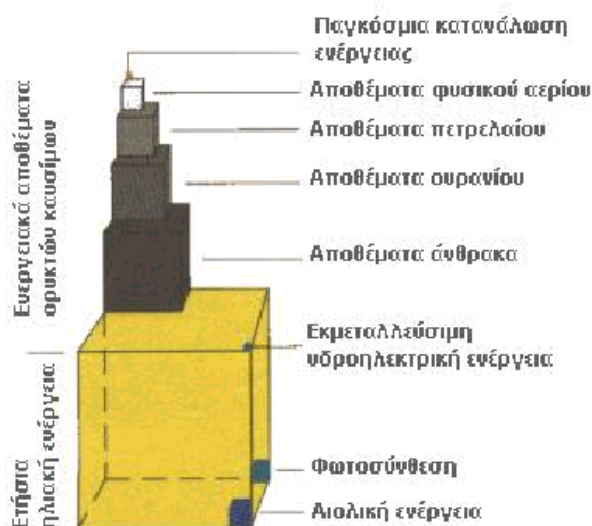 Παγκόσμια κατανάλωση
ενέργειας
Αποθέματα φυσικού αερίου
Αποθέματα πετρελαίου
Αποθέματα ουρανίου
Αποθέματα άνθρακα
Εκμεταλλεύσιμη
υδροηλεκτρική ενέργεια
Φωτοσύνθεση
Αιολική ενέργεια
Ενεργειακά αποθέματα
ορυκτών καυσίμων
Ετήσια
ηλιακή ενέργεια